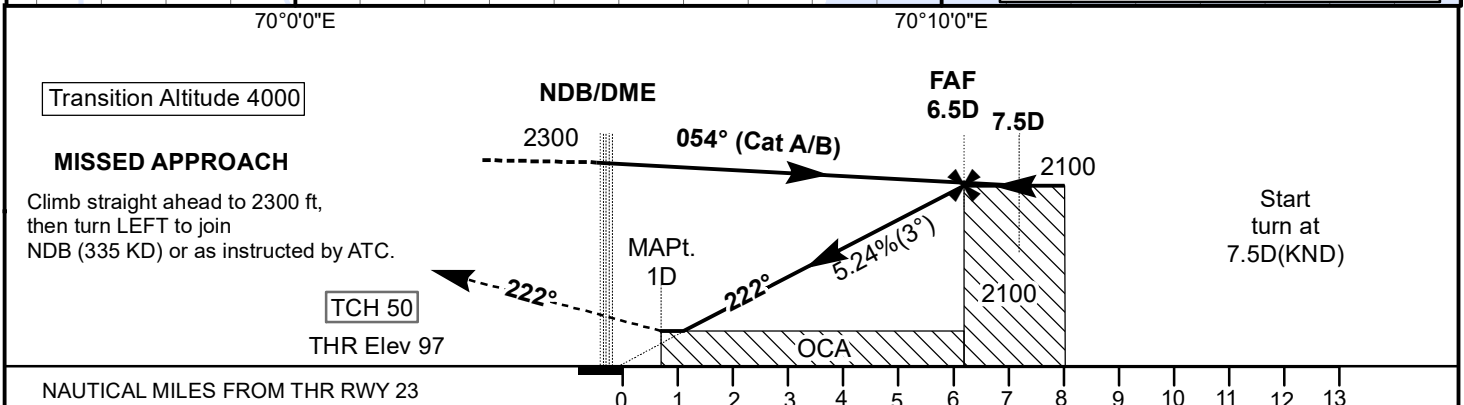 70°0'0"E
70°10'0"E
Transition Altitude 4000
NDB/DME
FAF
6.5D
7.5D
2300
054° (Cat A/B)
2100
MISSED APPROACH
Climb straight ahead to 2300 ft,
then turn LEFT to join
NDB (335 KD) or as instructed by ATC.
Start
turn at
7.5D(KND)
MAPt.
1D
5.24%(3°)
222°
222°
2100
TCH 50
THR Elev 97
OCA
NAUTICAL MILES FROM THR RWY 23
0 1 2 3 4 5 6 7 8 9 10 11 12 13